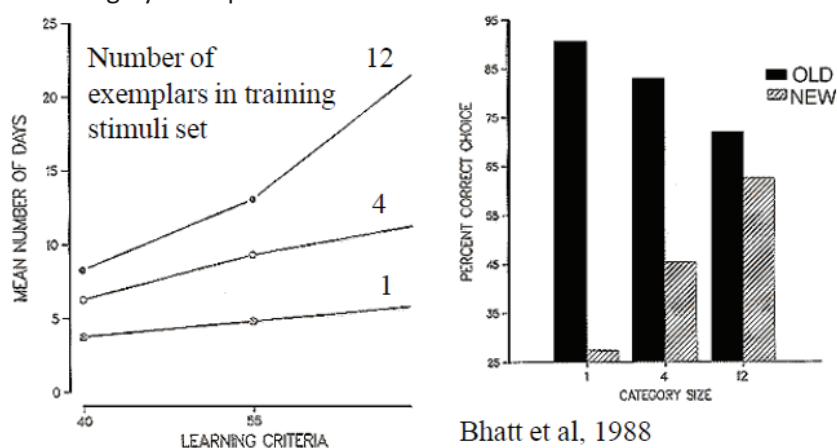 25
20
15
10
5
0
MEAN NUMBER OF DAYS
Number of
exemplars in training
stimuli set
12
4
1
40
55
LEARNING CRITERIA
95
85
75
65
55
45
35
25
PERCENT CORRECT CHOICE
OLD
NEW
1
4
12
CATEGORY SIZE
Bhatt et al, 1988